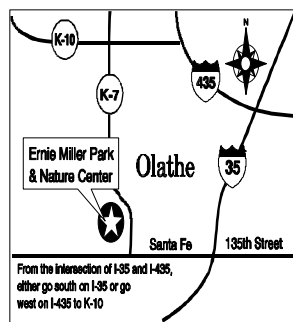 K-10
N
K-7
435
Ernie Miller Park
& Nature Center
Olathe
35
Santa Fe
135th Street
From the intersection of I-35 and I-435,
either go south on I-35 or go
west on I-435 to K-10